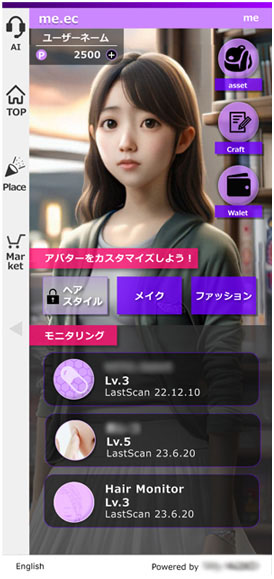 me.ec
me
ユーザーネーム
P 2500 +
AI
TOP
Place
Mar
ket
asset
Craft
Walet
アバターをカスタマイズしよう！
ヘア
スタイル
メイク
ファッション
モニタリング
Lv.3
LastScan 22.12.10
Lv.5
LastScan 23.6.20
Hair Monitor
Lv.3
LastScan 23.6.20
English
Powered by